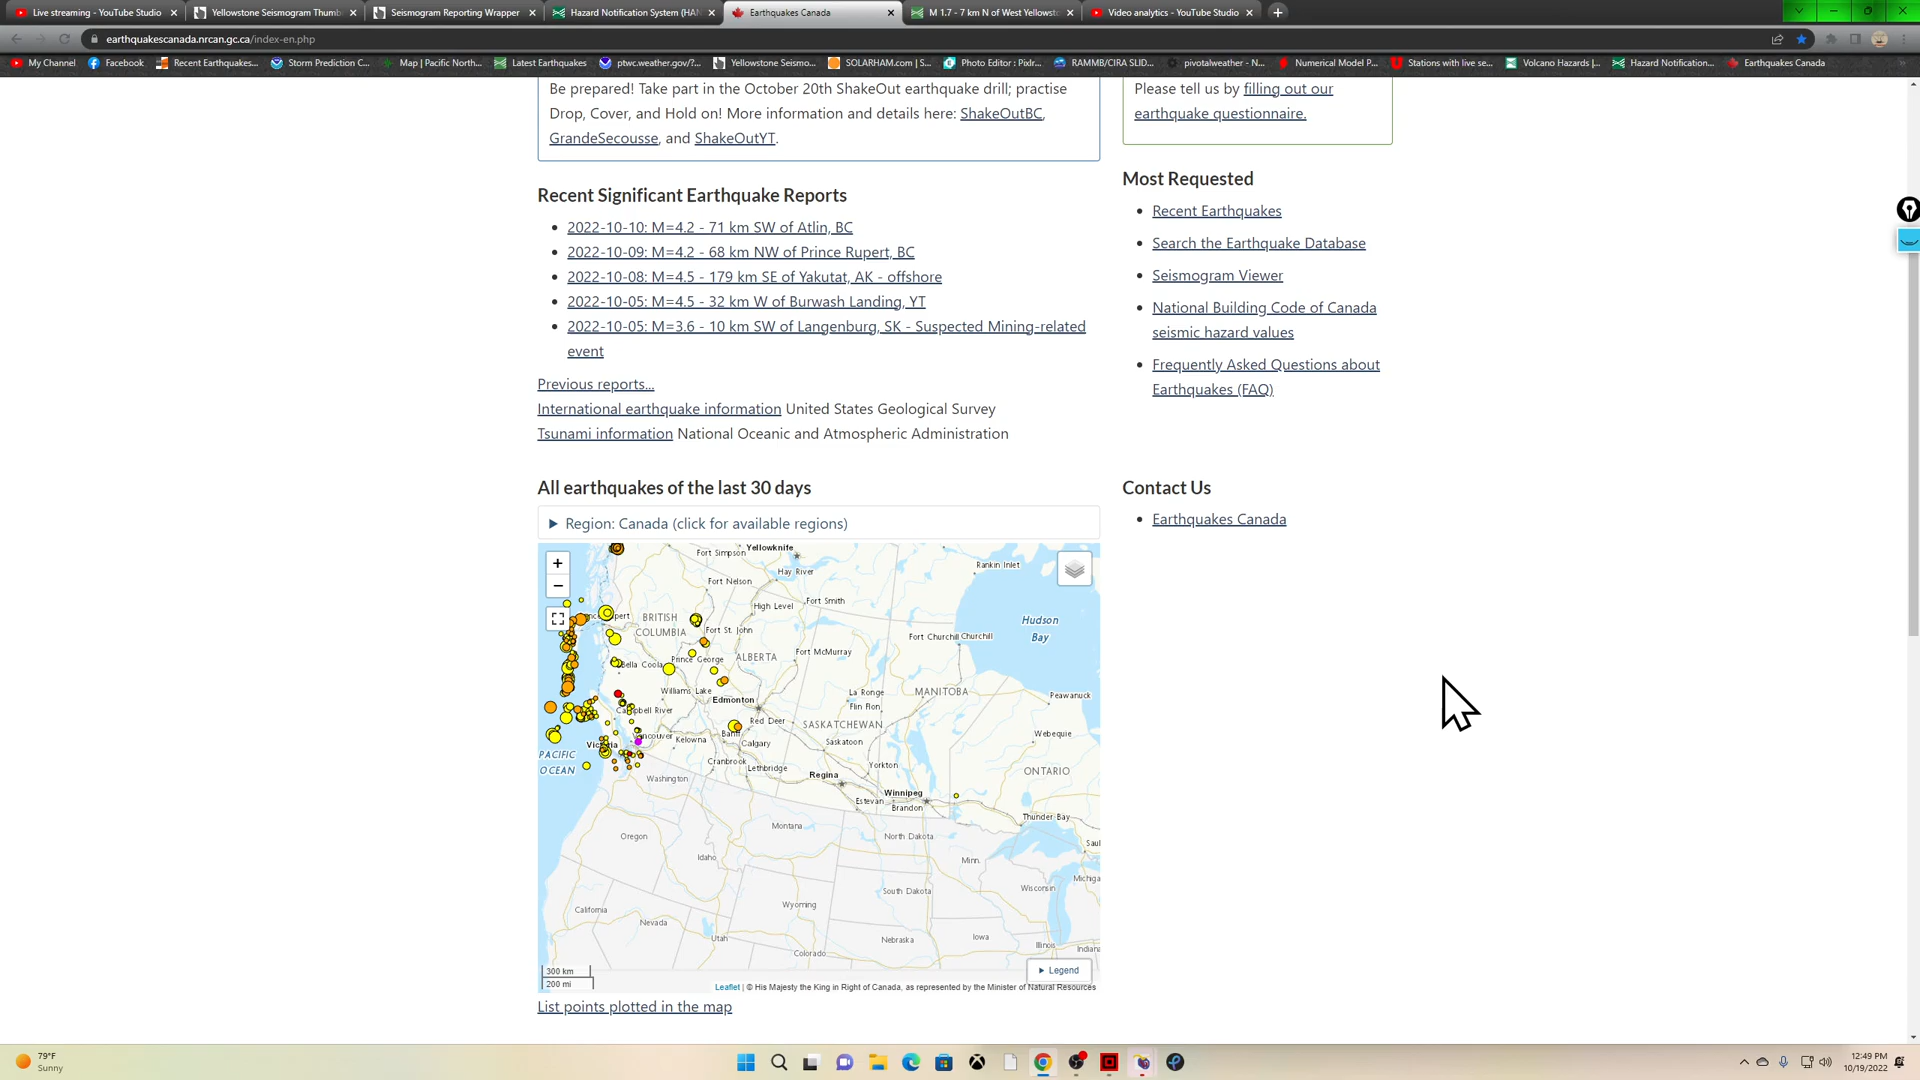 Live streaming - YouTube Studio
Yellowstone Seismogram Thumb
Seismogram Reporting Wrapper
Hazard Notification System (HAN
Earthquakes Canada
M 1.7 - 7 km N of West Yellowst
Video analytics - YouTube Studio
earthquakescanada.nrcan.gc.ca/index-en.php
My Channel
Facebook
Recent Earthquakes...
Storm Prediction C...
Map | Pacific North...
Latest Earthquakes
ptwc.weather.gov/?...
Yellowstone Seismo...
SOLARHAM.com | S...
Photo Editor : Pixlr...
RAMMB/CIRA SLID...
pivotalweather - N...
Numerical Model P...
Stations with live se...
Volcano Hazards |...
Hazard Notification...
Earthquakes Canada
Be prepared! Take part in the October 20th ShakeOut earthquake drill; practise
Drop, Cover, and Hold on! More information and details here: ShakeOutBC,
GrandeSecousse, and ShakeOutYT.
Please tell us by filling out our
earthquake questionnaire.
Recent Significant Earthquake Reports
2022-10-10: M=4.2 - 71 km SW of Atlin, BC
2022-10-09: M=4.2 - 68 km NW of Prince Rupert, BC
2022-10-08: M=4.5 - 179 km SE of Yakutat, AK - offshore
2022-10-05: M=4.5 - 32 km W of Burwash Landing, YT
2022-10-05: M=3.6 - 10 km SW of Langenburg, SK - Suspected Mining-related
event
Previous reports...
International earthquake information United States Geological Survey
Tsunami information National Oceanic and Atmospheric Administration
Most Requested
Recent Earthquakes
Search the Earthquake Database
Seismogram Viewer
National Building Code of Canada
seismic hazard values
Frequently Asked Questions about
Earthquakes (FAQ)
All earthquakes of the last 30 days
Contact Us
Earthquakes Canada
Region: Canada (click for available regions)
+
−
Yellowknife
Fort Simpson
Hay River
Rankin Inlet
Fort Nelson
High Level
Fort Smith
BRITISH
COLUMBIA
Fort St. John
Fort Churchill
Churchill
Hudson
Bay
Bella Coola
Prince George
ALBERTA
Fort McMurray
Williams Lake
Edmonton
La Ronge
Flin Flon
MANITOBA
Peawanuck
Campbell River
Red Deer
SASKATCHEWAN
Kelowna
Calgary
Saskatoon
Webequie
PACIFIC
OCEAN
Cranbrook
Lethbridge
Regina
Yorkton
ONTARIO
Washington
Winnipeg
Estevan
Brandon
Thunder Bay
Sau
Oregon
Montana
North Dakota
Idaho
Minn.
Michiga
South Dakota
Wisconsin
Wyoming
California
Nevada
Nebraska
Iowa
Illinois
Indiana
Utah
Colorado
300 km
200 mi
Legend
Leaflet | © His Majesty the King in Right of Canada, as represented by the Minister of Natural Resources
List points plotted in the map
79°F
Sunny
12:49 PM
10/19/2022